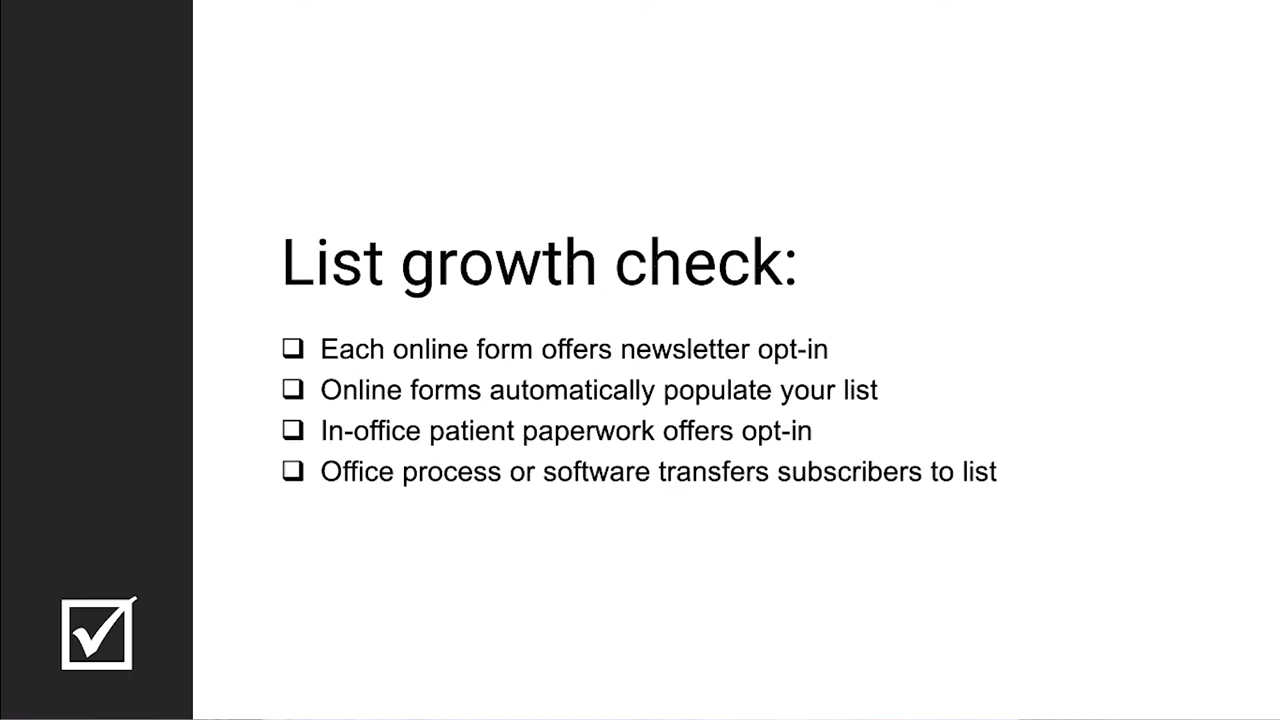 List growth check:
❑ Each online form offers newsletter opt-in
❑ Online forms automatically populate your list
❑ In-office patient paperwork offers opt-in
❑ Office process or software transfers subscribers to list